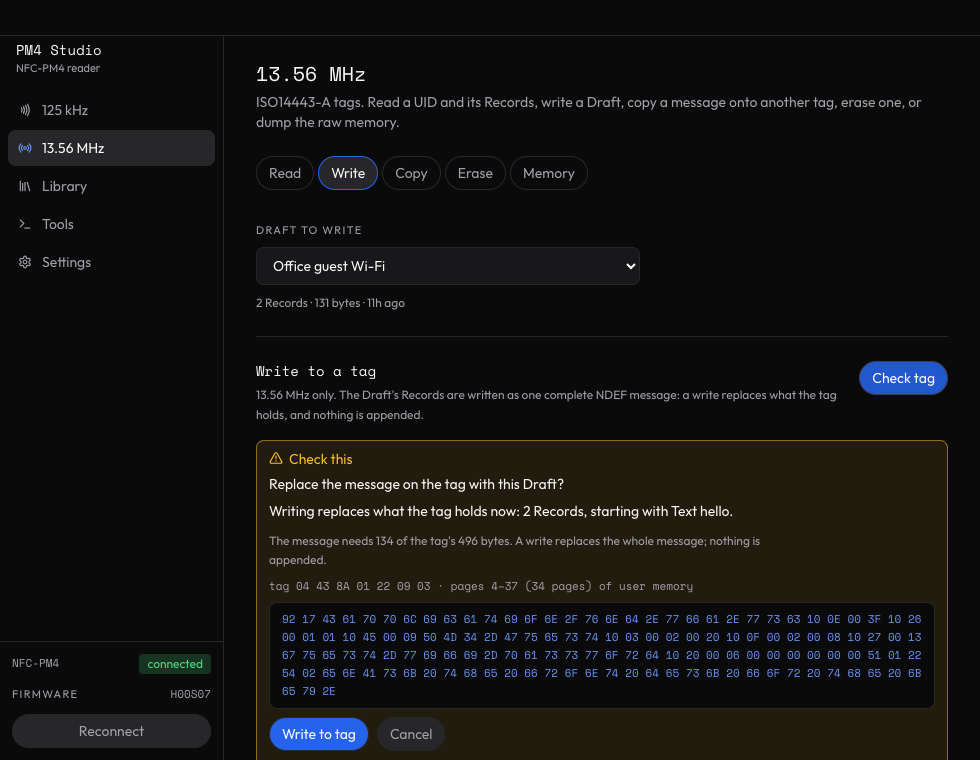 PM4 Studio
NFC-PM4 reader
125 kHz
13.56 MHz
Library
Tools
Settings
NFC-PM4
connected
FIRMWARE
H00S07
Reconnect
13.56 MHz
ISO14443-A tags. Read a UID and its Records, write a Draft, copy a message onto another tag, erase one, or
dump the raw memory.
Read
Write
Copy
Erase
Memory
DRAFT TO WRITE
Office guest Wi-Fi
2 Records · 131 bytes · 11h ago
Write to a tag
13.56 MHz only. The Draft's Records are written as one complete NDEF message: a write replaces what the tag
holds, and nothing is appended.
Check tag
Check this
Replace the message on the tag with this Draft?
Writing replaces what the tag holds now: 2 Records, starting with Text hello.
The message needs 134 of the tag's 496 bytes. A write replaces the whole message; nothing is
appended.
tag 04 43 8A 01 22 09 03 · pages 4–37 (34 pages) of user memory
92 17 43 61 70 70 6C 69 63 61 74 69 6F 6E 2F 76 6E 64 2E 77 66 61 2E 77 73 63 10 0E 00 3F 10 26
00 01 01 10 45 00 09 50 4D 34 2D 47 75 65 73 74 10 03 00 02 00 20 10 0F 00 02 00 08 10 27 00 13
67 75 65 73 74 2D 77 69 66 69 2D 70 61 73 73 77 6F 72 64 10 20 00 06 00 00 00 00 00 00 51 01 22
54 02 65 6E 41 73 6B 20 74 68 65 20 66 72 6F 6E 74 20 64 65 73 6B 20 66 6F 72 20 74 68 65 20 6B
65 79 2E
Write to tag
Cancel